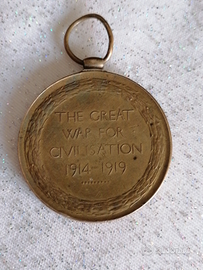 THE GREAT
WAR FOR
CIVILISATION
1914-1919